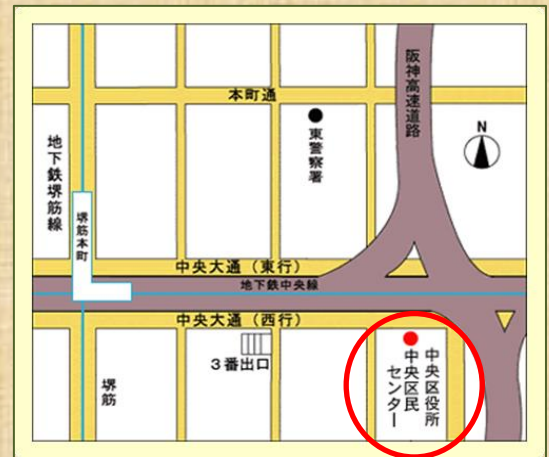 阪神高速道路
本町通
東警察署
N
地下鉄堺筋線
堺筋本町
中央大通（東行）
地下鉄中央線
中央大通（西行）
3番出口
堺筋
中央区役所
中央区民
センター